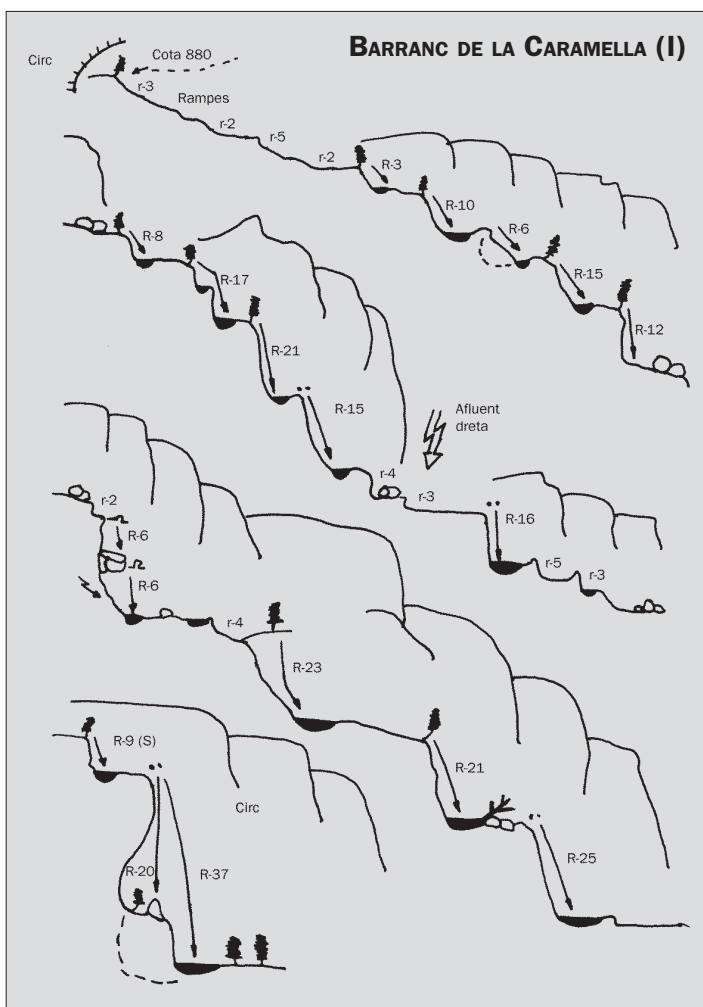 BARRANC DE LA CARAMELLA (I)
Circ
Cota 880
r-3
Rampes
r-2
r-5
r-2
R-3
R-10
R-6
R-15
R-12
R-8
R-17
R-21
R-15
Afluent
dreta
r-4
r-3
R-16
r-5
r-3
r-2
R-6
R-6
r-4
R-23
R-21
R-25
R-9 (S)
Circ
R-20
R-37